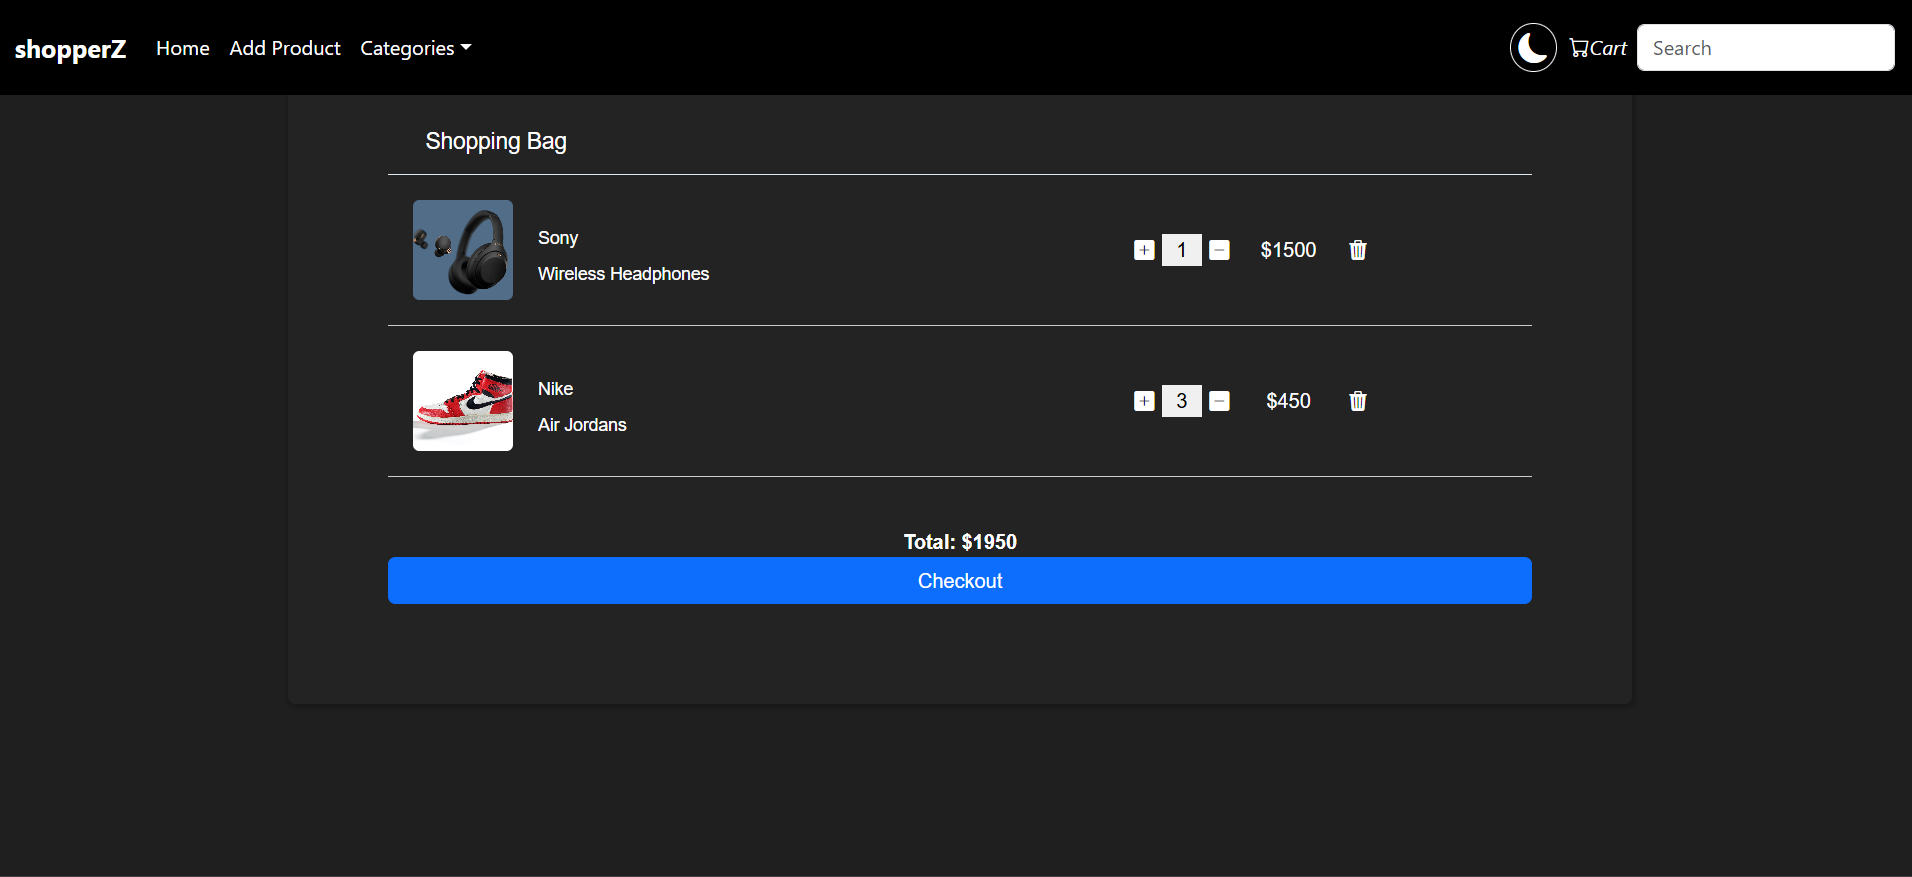 shopperZ Home Add Product Categories Cart Search
Shopping Bag
Sony
Wireless Headphones
+ 1 − $1500
Nike
Air Jordans
+ 3 − $450
Total: $1950
Checkout